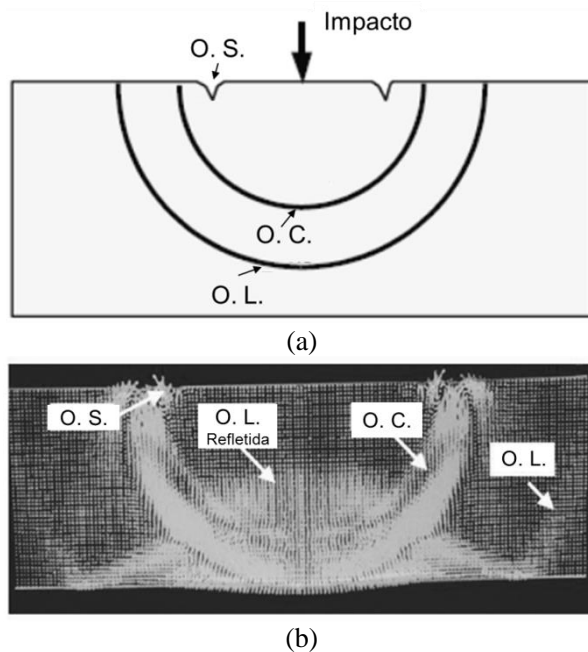 Impacto
O. S.
O. C.
O. L.
(a)
O. S.
O. L.
Refletida
O. C.
O. L.
(b)